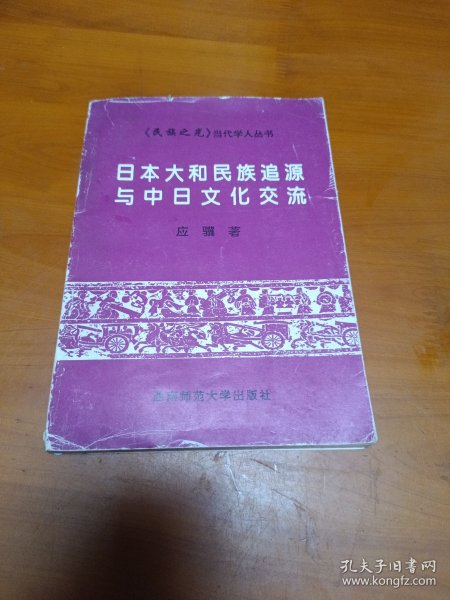 《民族之光》当代学人丛书
日本大和民族追源
与中日文化交流
应骥 著
西南师范大学出版社
孔夫子旧书网
www.kongfz.com